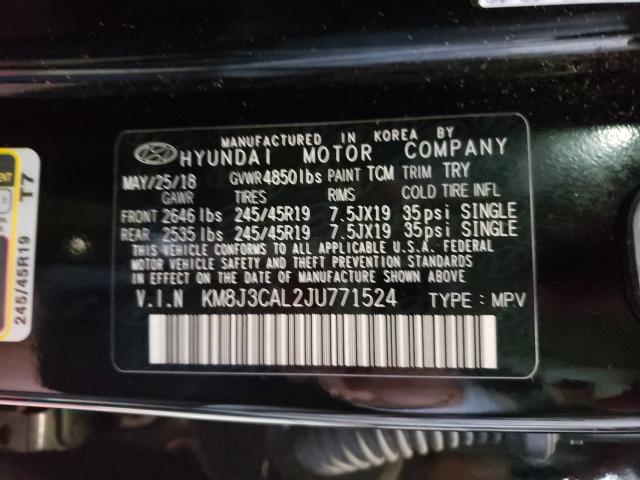 MANUFACTURED IN KOREA BY
HYUNDAI MOTOR COMPANY
MAY/25/18 GVWR 4850lbs PAINT TCM TRIM TRY
GAWR TIRES RIMS COLD TIRE INFL
FRONT 2646 lbs 245/45R19 7.5JX19 35psi SINGLE
REAR 2535 lbs 245/45R19 7.5JX19 35psi SINGLE
THIS VEHICLE CONFORMS TO ALL APPLICABLE U.S.A. FEDERAL
MOTOR VEHICLE SAFETY AND THEFT PREVENTION STANDARDS
IN EFFECT ON THE DATE OF MANUFACTURE SHOWN ABOVE
V.I.N KM8J3CAL2JU771524 TYPE : MPV
245/45R19 T7